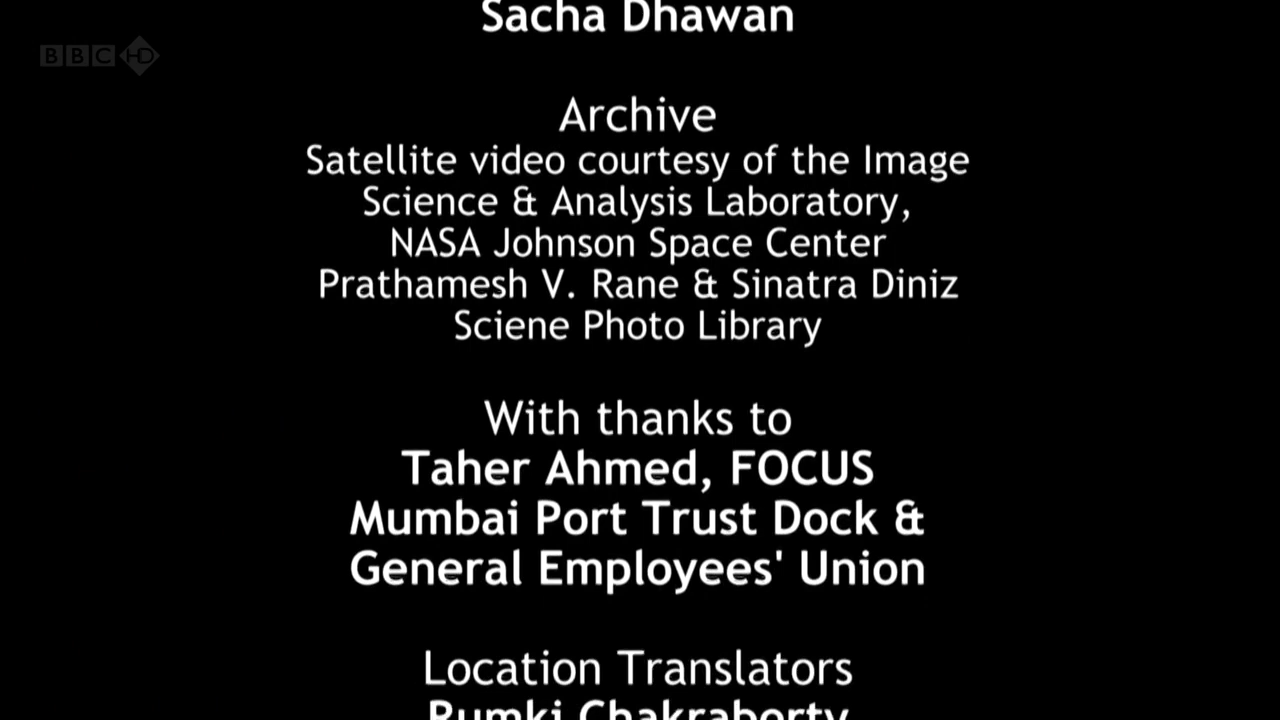 Sacha Dhawan
BBC HD
Archive
Satellite video courtesy of the Image
Science & Analysis Laboratory,
NASA Johnson Space Center
Prathamesh V. Rane & Sinatra Diniz
Sciene Photo Library
With thanks to
Taher Ahmed, FOCUS
Mumbai Port Trust Dock &
General Employees' Union
Location Translators
Rumki Chakraborty